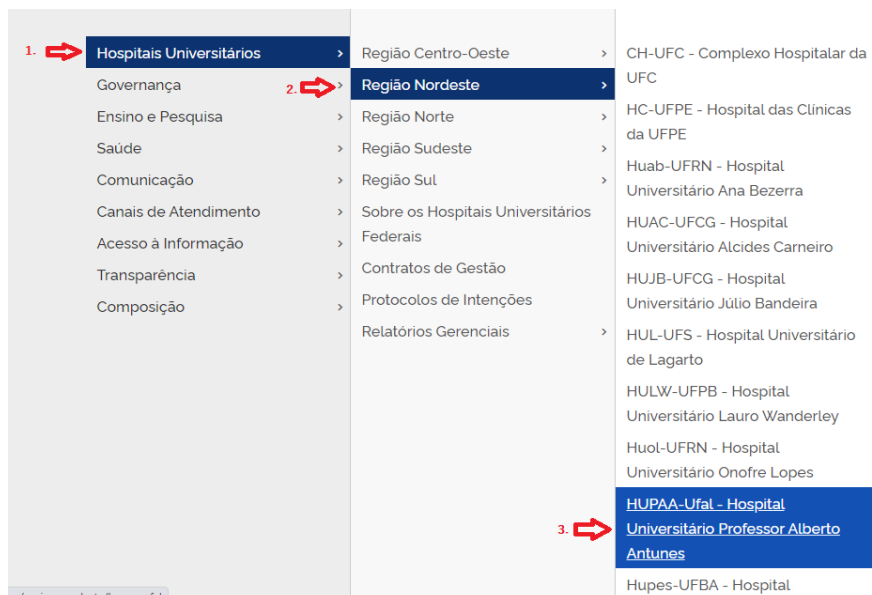 1.
Hospitais Universitários
Governança
Ensino e Pesquisa
Saúde
Comunicação
Canais de Atendimento
Acesso à Informação
Transparência
Composição
2.
Região Centro-Oeste
Região Nordeste
Região Norte
Região Sudeste
Região Sul
Sobre os Hospitais Universitários
Federais
Contratos de Gestão
Protocolos de Intenções
Relatórios Gerenciais
CH-UFC - Complexo Hospitalar da
UFC
HC-UFPE - Hospital das Clínicas
da UFPE
Huab-UFRN - Hospital
Universitário Ana Bezerra
HUAC-UFCG - Hospital
Universitário Alcides Carneiro
HUJB-UFCG - Hospital
Universitário Júlio Bandeira
HUL-UFS - Hospital Universitário
de Lagarto
HULW-UFPB - Hospital
Universitário Lauro Wanderley
Huol-UFRN - Hospital
Universitário Onofre Lopes
3.
HUPAA-Ufal - Hospital
Universitário Professor Alberto
Antunes
Hupes-UFBA - Hospital